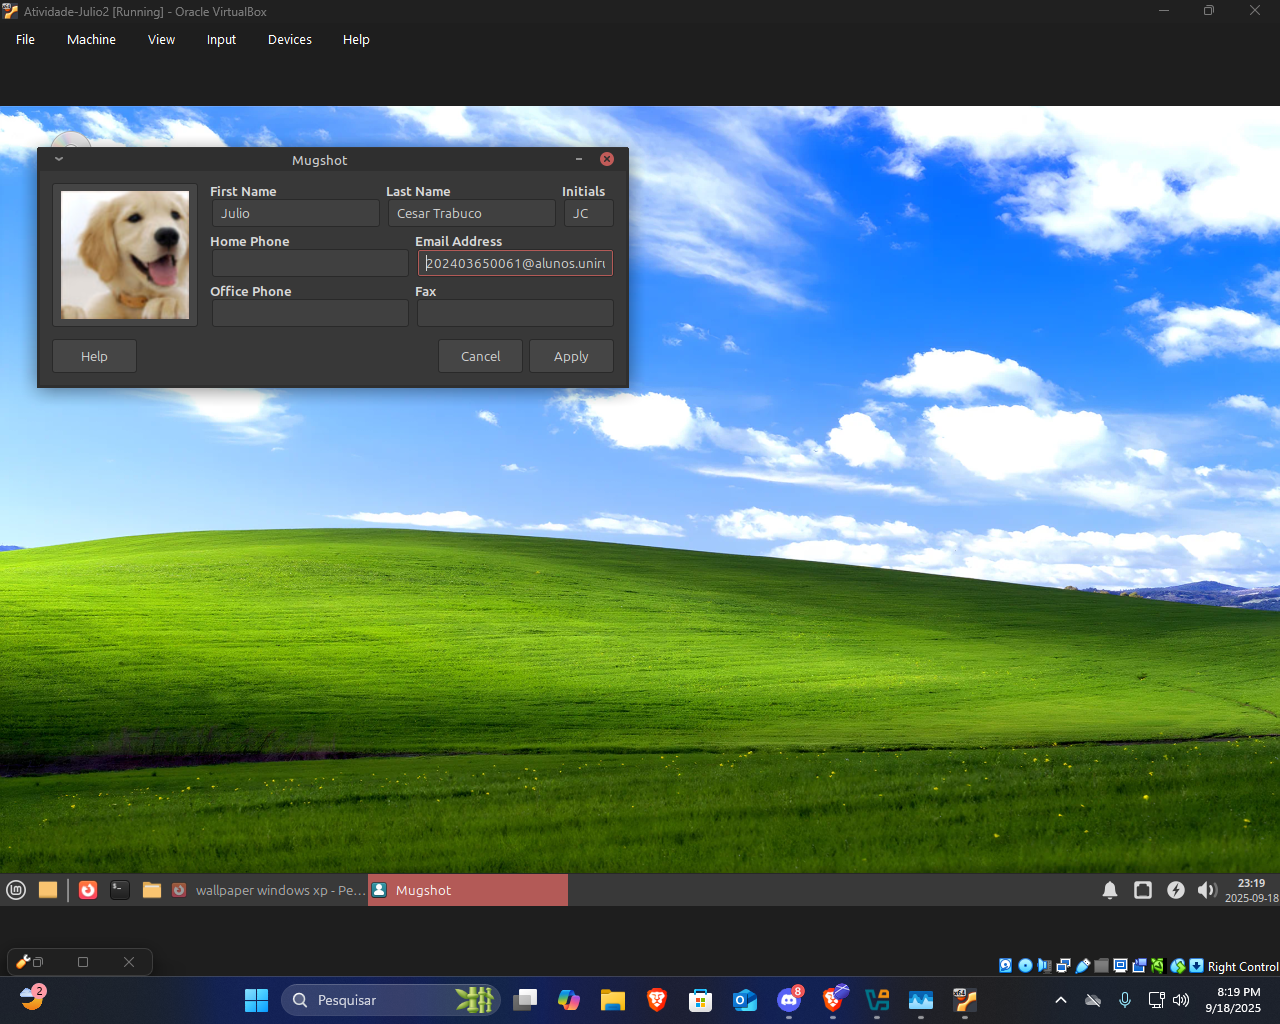 Atividade-Julio2 [Running] - Oracle VirtualBox
File Machine View Input Devices Help
Mugshot
First Name Last Name Initials
Julio Cesar Trabuco JC
Home Phone Email Address
202403650061@alunos.uniru
Office Phone Fax
Help Cancel Apply
wallpaper windows xp - Pe... Mugshot
23:19
2025-09-18
Right Control
2
Pesquisar
8
x64
8:19 PM
9/18/2025